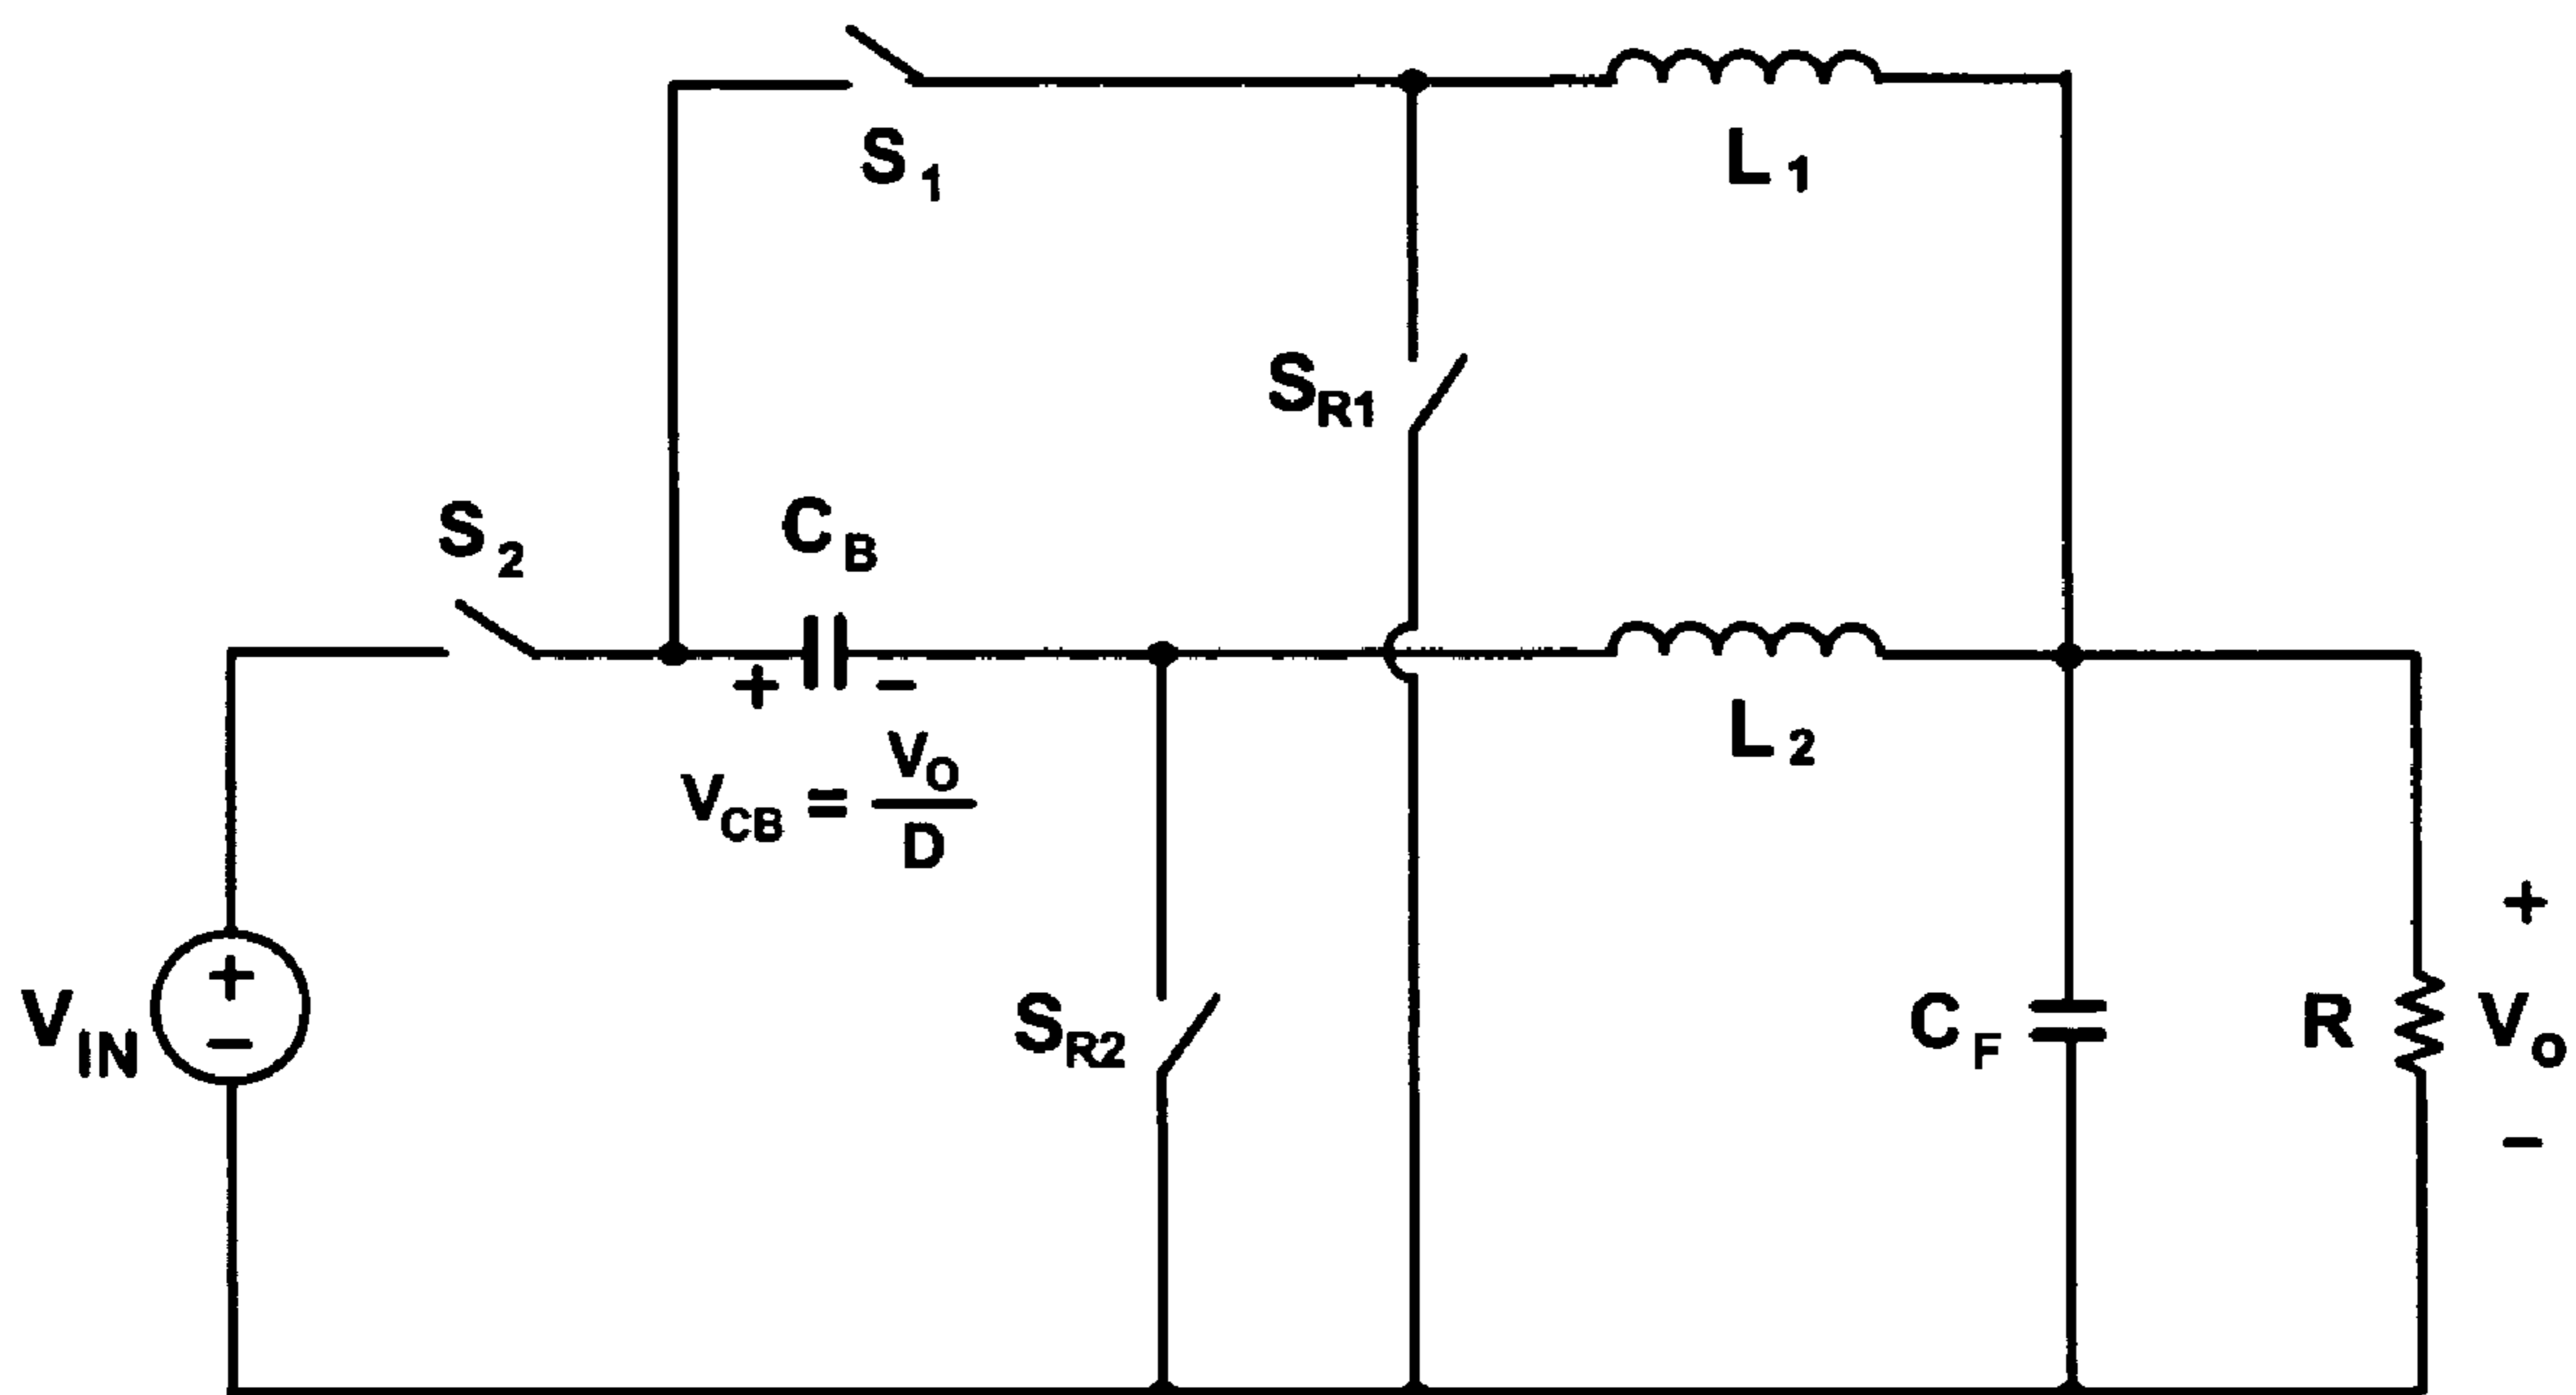 S1
L1
SR1
S2
CB
+ -
L2
VCB = VO/D
+
VIN
+
-
SR2
CF
R
Vo
-